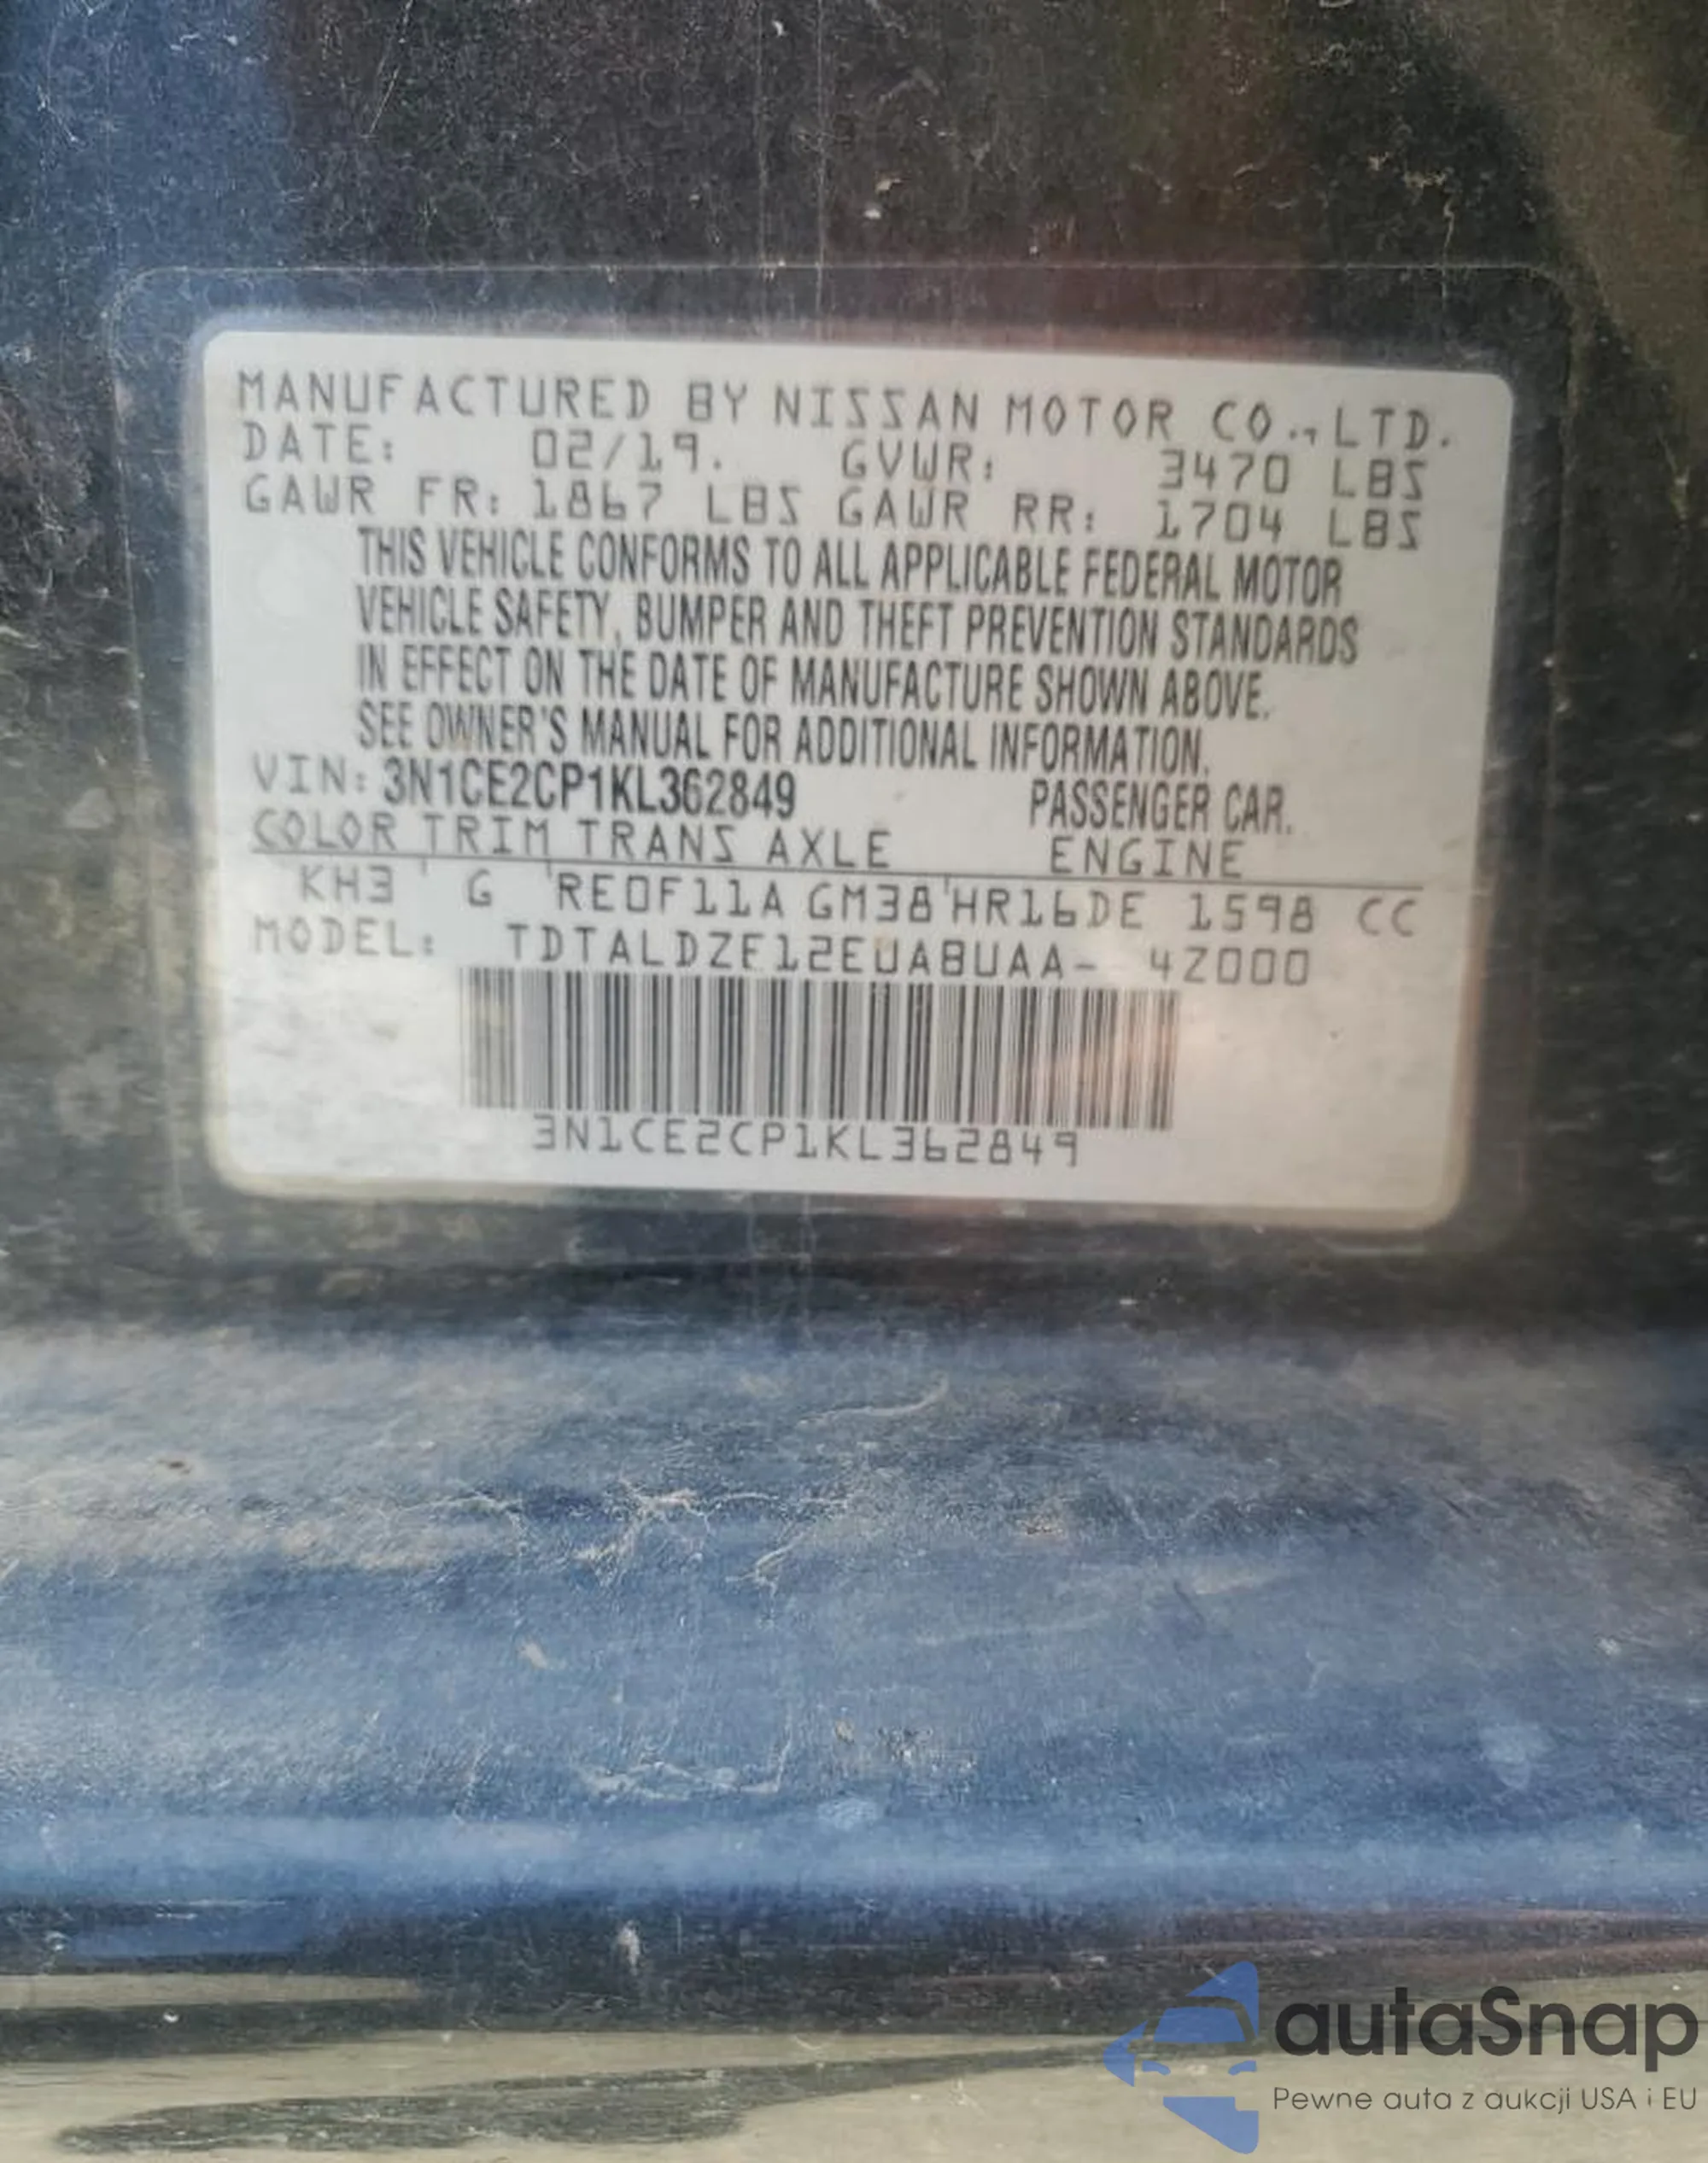 MANUFACTURED BY NISSAN MOTOR CO., LTD.
DATE: 02/19. GVWR: 3470 LBS
GAWR FR: 1867 LBS GAWR RR: 1704 LBS
THIS VEHICLE CONFORMS TO ALL APPLICABLE FEDERAL MOTOR
VEHICLE SAFETY, BUMPER AND THEFT PREVENTION STANDARDS
IN EFFECT ON THE DATE OF MANUFACTURE SHOWN ABOVE.
SEE OWNER'S MANUAL FOR ADDITIONAL INFORMATION.
VIN: 3N1CE2CP1KL362849 PASSENGER CAR.
COLOR TRIM TRANS AXLE ENGINE
KH3 G RE0F11A GM38 HR16DE 1598 CC
MODEL: TDTALDZF12EUABUAA- 4Z000
3N1CE2CP1KL362849
autaSnap
Pewne auta z aukcji USA i EU